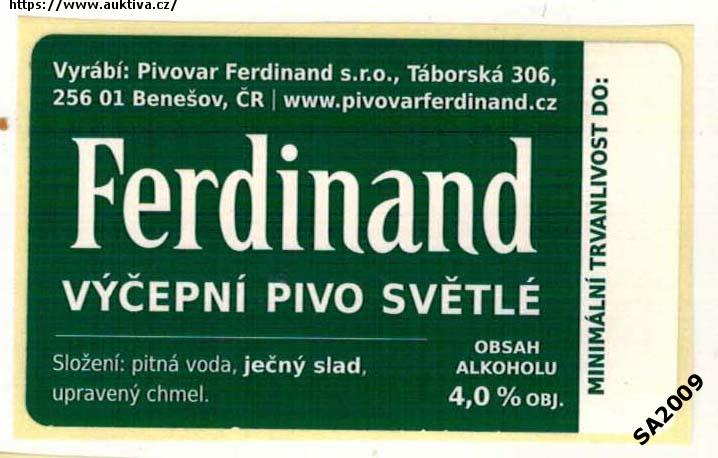 https://www.auktiva.cz/
Vyrábí: Pivovar Ferdinand s.r.o., Táborská 306,
256 01 Benešov, ČR | www.pivovarferdinand.cz
Ferdinand
VÝČEPNÍ PIVO SVĚTLÉ
Složení: pitná voda, ječný slad,
upravený chmel.
OBSAH
ALKOHOLU
4,0 % OBJ.
MINIMÁLNÍ TRVANLIVOST DO:
SA2009